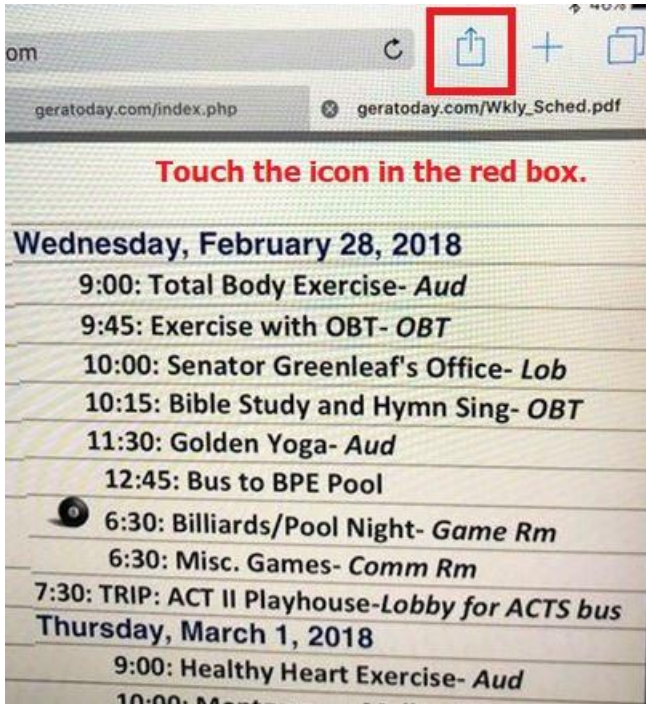 46%
om
geratoday.com/index.php geratoday.com/Wkly_Sched.pdf
Touch the icon in the red box.
Wednesday, February 28, 2018
9:00: Total Body Exercise- Aud
9:45: Exercise with OBT- OBT
10:00: Senator Greenleaf's Office- Lob
10:15: Bible Study and Hymn Sing- OBT
11:30: Golden Yoga- Aud
12:45: Bus to BPE Pool
6:30: Billiards/Pool Night- Game Rm
6:30: Misc. Games- Comm Rm
7:30: TRIP: ACT II Playhouse-Lobby for ACTS bus
Thursday, March 1, 2018
9:00: Healthy Heart Exercise- Aud
10:00: